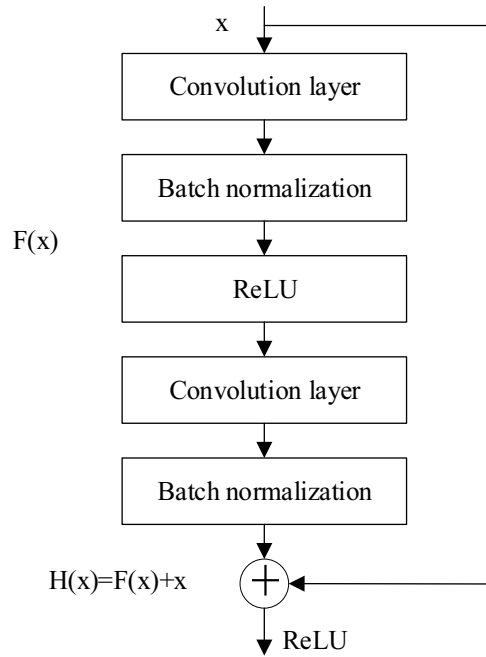 x
Convolution layer
Batch normalization
F(x)
ReLU
Convolution layer
Batch normalization
H(x)=F(x)+x
+
ReLU